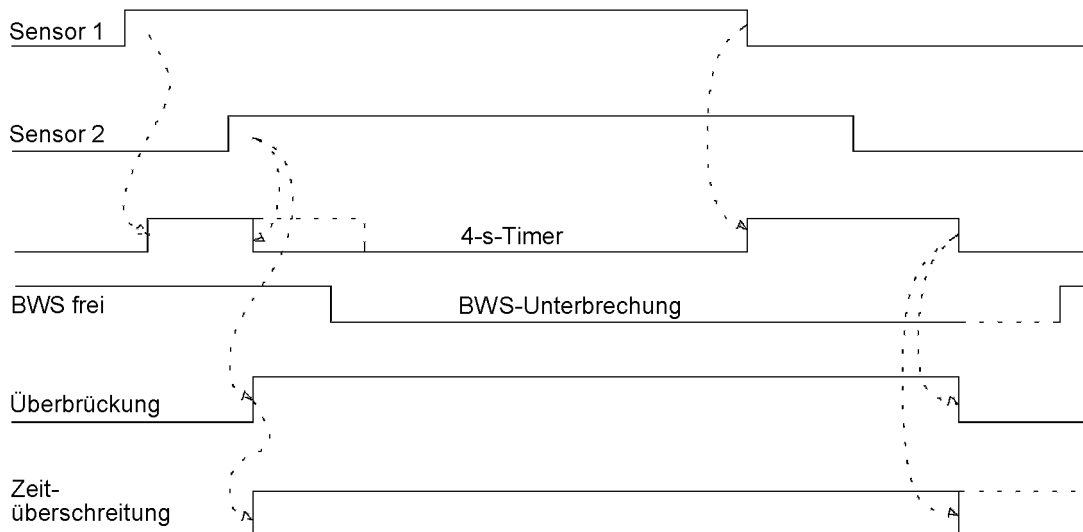 Sensor 1
Sensor 2
4-s-Timer
BWS frei
BWS-Unterbrechung
Überbrückung
Zeit-
überschreitung